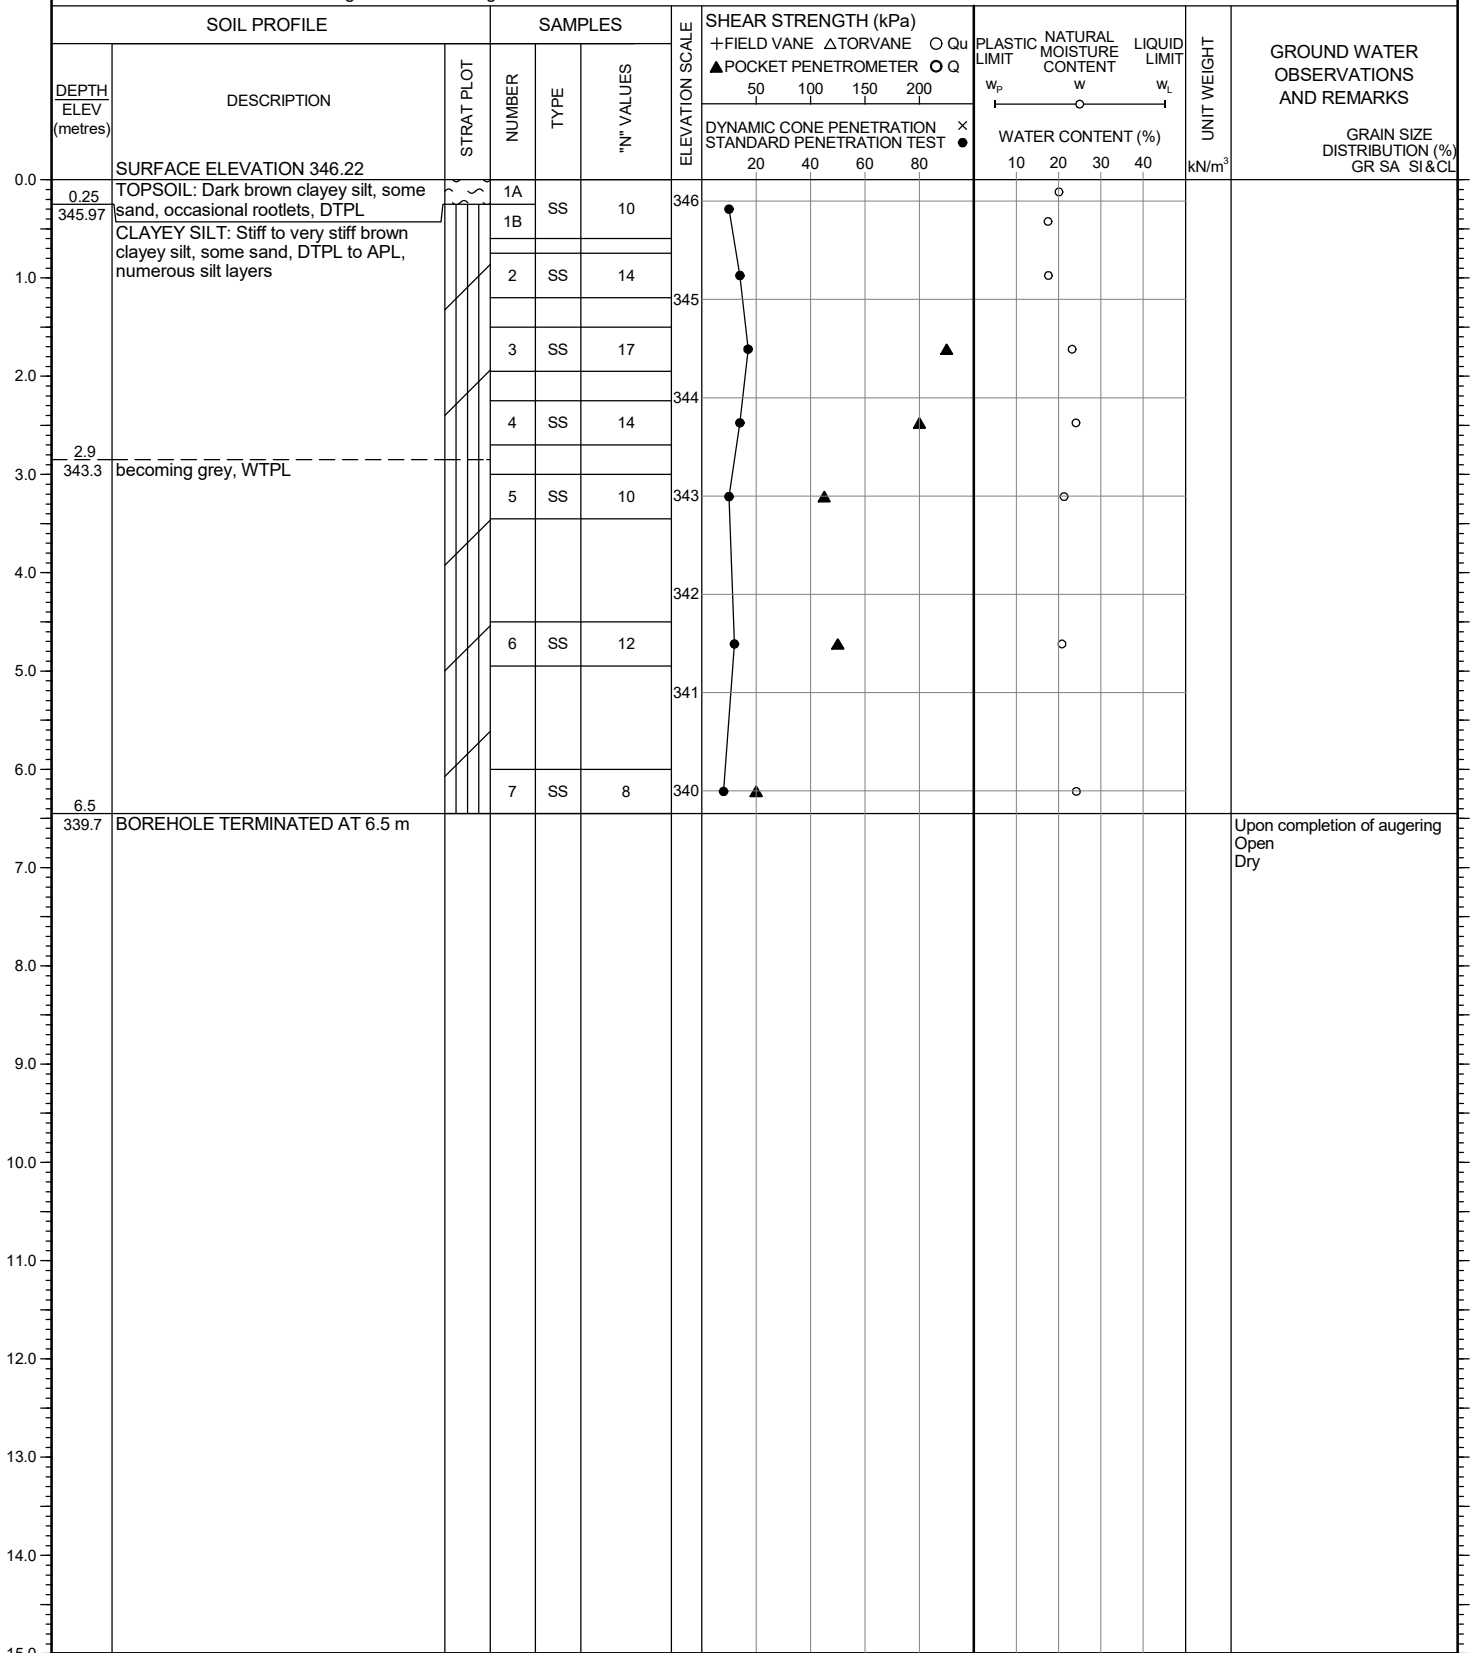 SOIL PROFILE
SAMPLES
ELEVATION SCALE
SHEAR STRENGTH (kPa)
+FIELD VANE △TORVANE ○ Qu
▲POCKET PENETROMETER O Q
50 100 150 200
DYNAMIC CONE PENETRATION ×
STANDARD PENETRATION TEST ●
20 40 60 80
PLASTIC LIMIT
NATURAL MOISTURE CONTENT
LIQUID LIMIT
WP W WL
WATER CONTENT (%)
10 20 30 40
UNIT WEIGHT
kN/m³
GROUND WATER
OBSERVATIONS
AND REMARKS
GRAIN SIZE
DISTRIBUTION (%)
GR SA SI&CL
DEPTH
ELEV
(metres)
DESCRIPTION
STRAT PLOT
NUMBER
TYPE
"N" VALUES
SURFACE ELEVATION 346.22
0.0
0.25
345.97
TOPSOIL: Dark brown clayey silt, some
sand, occasional rootlets, DTPL
1A
1B
SS
10
346
CLAYEY SILT: Stiff to very stiff brown
clayey silt, some sand, DTPL to APL,
numerous silt layers
1.0
2 SS 14
345
3 SS 17
2.0
344
4 SS 14
2.9
343.3
becoming grey, WTPL
3.0
5 SS 10
343
4.0
342
6 SS 12
5.0
341
6.0
7 SS 8
340
6.5
339.7
BOREHOLE TERMINATED AT 6.5 m
Upon completion of augering
Open
Dry
7.0
8.0
9.0
10.0
11.0
12.0
13.0
14.0
15.0